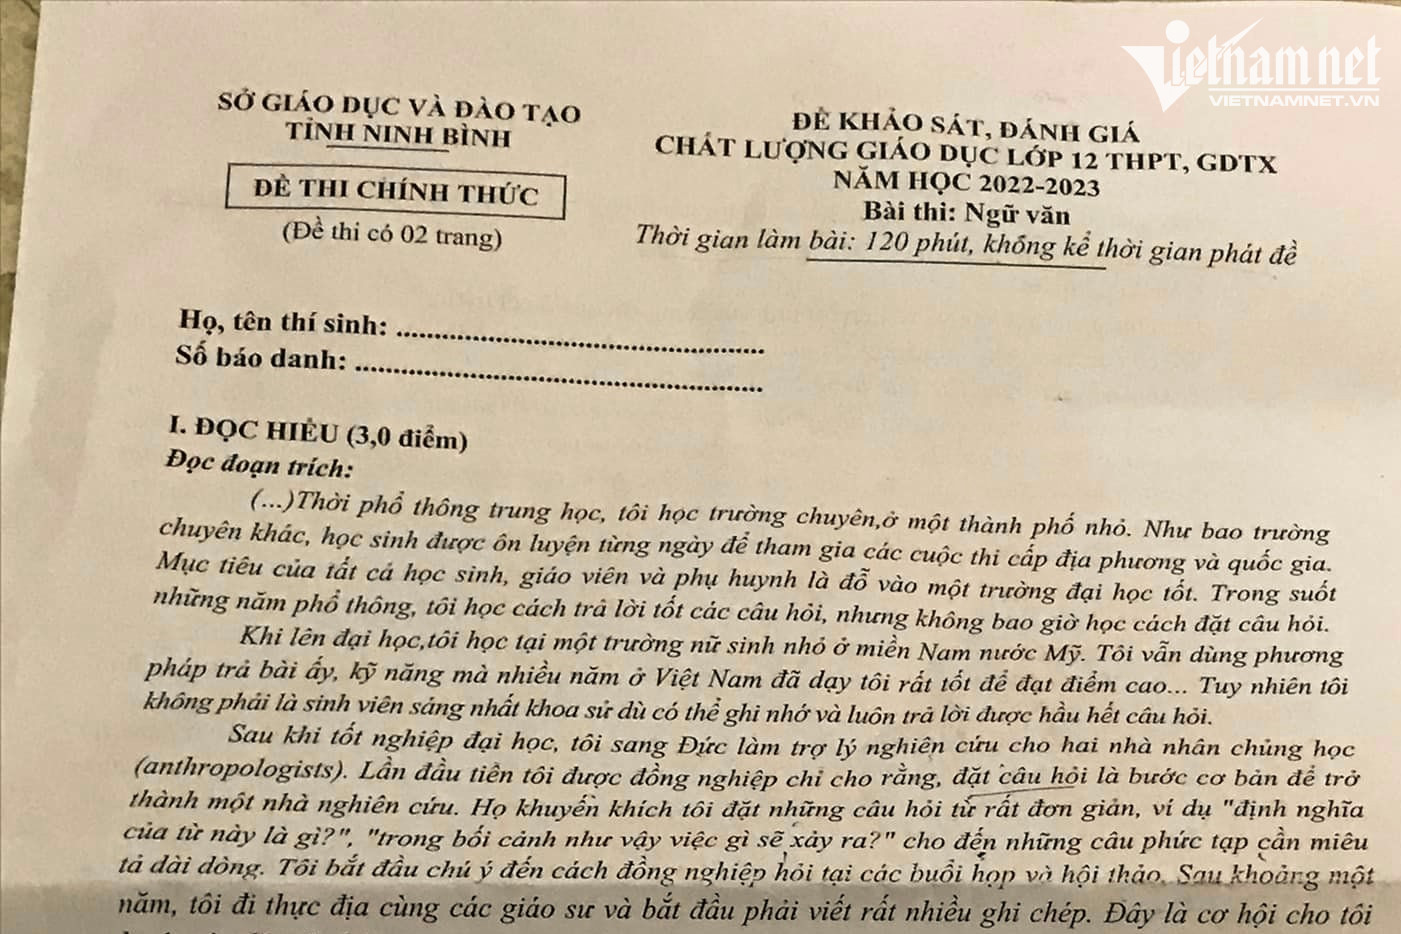 Vietnam net
VIETNAMNET.VN
SỞ GIÁO DỤC VÀ ĐÀO TẠO
TỈNH NINH BÌNH
ĐỀ THI CHÍNH THỨC
(Đề thi có 02 trang)
ĐỀ KHẢO SÁT, ĐÁNH GIÁ
CHẤT LƯỢNG GIÁO DỤC LỚP 12 THPT, GDTX
NĂM HỌC 2022-2023
Bài thi: Ngữ văn
Thời gian làm bài: 120 phút, không kể thời gian phát đề
Họ, tên thí sinh: ................................................
Số báo danh: .....................................................
I. ĐỌC HIỂU (3,0 điểm)
Đọc đoạn trích:
(...)Thời phổ thông trung học, tôi học trường chuyên,ở một thành phố nhỏ. Như bao trường
chuyên khác, học sinh được ôn luyện từng ngày để tham gia các cuộc thi cấp địa phương và quốc gia.
Mục tiêu của tất cả học sinh, giáo viên và phụ huynh là đỗ vào một trường đại học tốt. Trong suốt
những năm phổ thông, tôi học cách trả lời tốt các câu hỏi, nhưng không bao giờ học cách đặt câu hỏi.
Khi lên đại học,tôi học tại một trường nữ sinh nhỏ ở miền Nam nước Mỹ. Tôi vẫn dùng phương
pháp trả bài ấy, kỹ năng mà nhiều năm ở Việt Nam đã dạy tôi rất tốt để đạt điểm cao... Tuy nhiên tôi
không phải là sinh viên sáng nhất khoa sử dù có thể ghi nhớ và luôn trả lời được hầu hết câu hỏi.
Sau khi tốt nghiệp đại học, tôi sang Đức làm trợ lý nghiên cứu cho hai nhà nhân chủng học
(anthropologists). Lần đầu tiên tôi được đồng nghiệp chỉ cho rằng, đặt câu hỏi là bước cơ bản để trở
thành một nhà nghiên cứu. Họ khuyến khích tôi đặt những câu hỏi từ rất đơn giản, ví dụ "định nghĩa
của từ này là gì?", "trong bối cảnh như vậy việc gì sẽ xảy ra?" cho đến những câu phức tạp cần miêu
tả dài dòng. Tôi bắt đầu chú ý đến cách đồng nghiệp hỏi tại các buổi họp và hội thảo. Sau khoảng một
năm, tôi đi thực địa cùng các giáo sư và bắt đầu phải viết rất nhiều ghi chép. Đây là cơ hội cho tôi